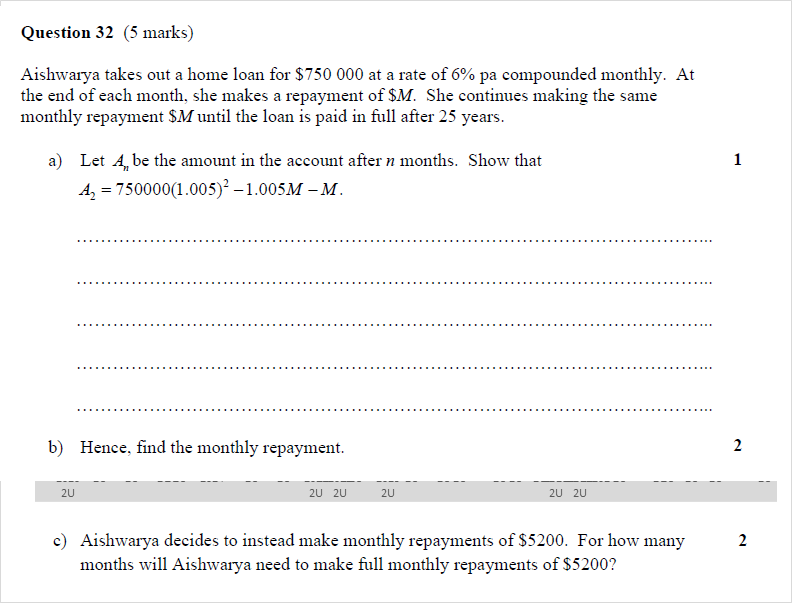 Question 32 (5 marks)
Aishwarya takes out a home loan for $750 000 at a rate of 6% pa compounded monthly. At
the end of each month, she makes a repayment of $M. She continues making the same
monthly repayment $M until the loan is paid in full after 25 years.
a) Let Aₙ be the amount in the account after n months. Show that 1
A₂ = 750000(1.005)² − 1.005M − M.
b) Hence, find the monthly repayment. 2
2U 2U 2U 2U 2U 2U
c) Aishwarya decides to instead make monthly repayments of $5200. For how many 2
months will Aishwarya need to make full monthly repayments of $5200?